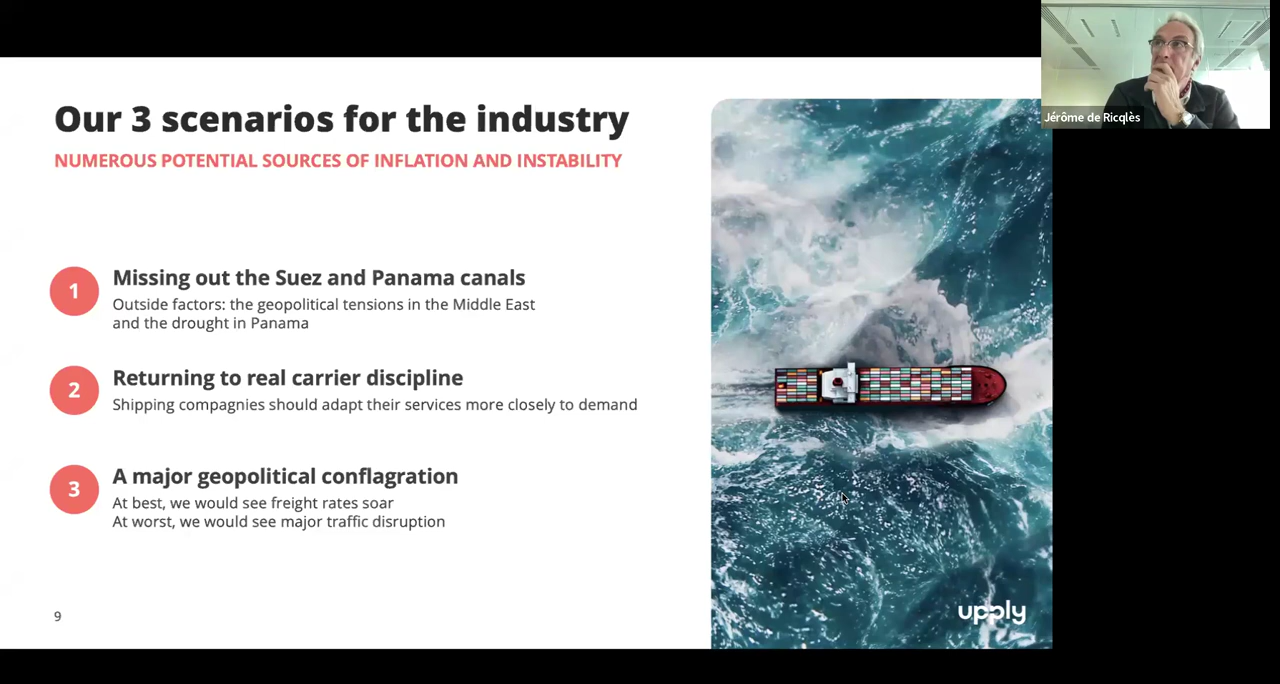 Jérôme de Ricqlès
Our 3 scenarios for the industry
NUMEROUS POTENTIAL SOURCES OF INFLATION AND INSTABILITY
1
Missing out the Suez and Panama canals
Outside factors: the geopolitical tensions in the Middle East
and the drought in Panama
2
Returning to real carrier discipline
Shipping compagnies should adapt their services more closely to demand
3
A major geopolitical conflagration
At best, we would see freight rates soar
At worst, we would see major traffic disruption
9
upply